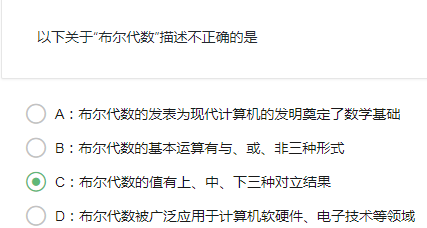 以下关于“布尔代数”描述不正确的是
A：布尔代数的发表为现代计算机的发明奠定了数学基础
B：布尔代数的基本运算有与、或、非三种形式
C：布尔代数的值有上、中、下三种对立结果
D：布尔代数被广泛应用于计算机软硬件、电子技术等领域